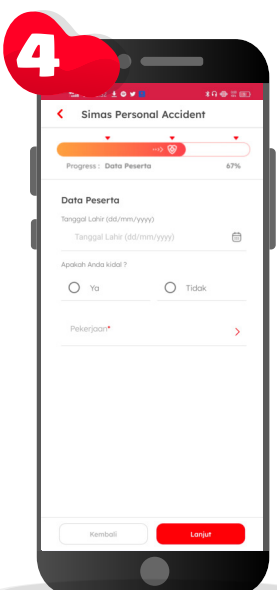 4
Simas Personal Accident
Progress : Data Peserta 67%
Data Peserta
Tanggal Lahir (dd/mm/yyyy)
Tanggal Lahir (dd/mm/yyyy)
Apakah Anda kidal ?
Ya Tidak
Pekerjaan*
Kembali Lanjut